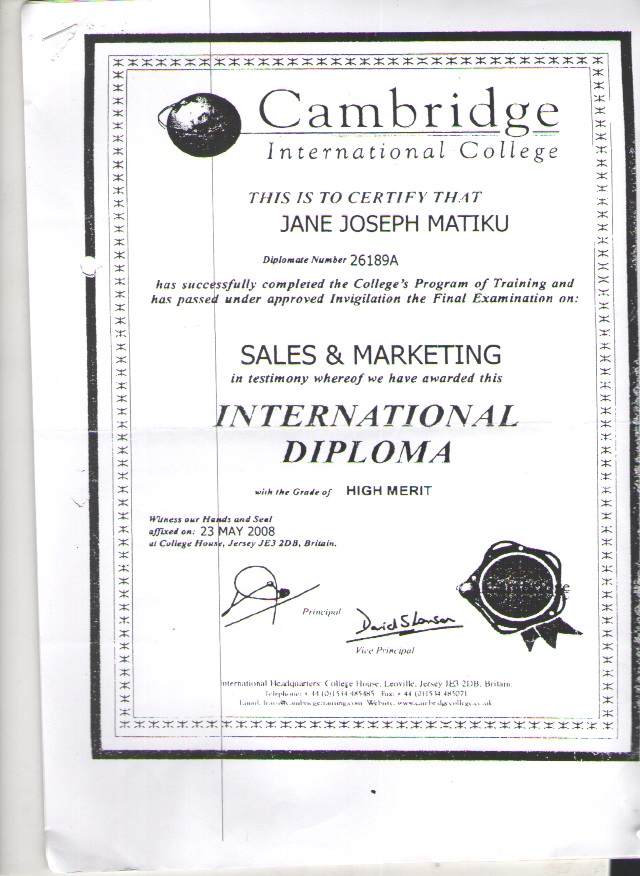 Cambridge
International College
THIS IS TO CERTIFY THAT
JANE JOSEPH MATIKU
Diplomate Number 26189A
has successfully completed the College's Program of Training and
has passed under approved Invigilation the Final Examination on:
SALES & MARKETING
in testimony whereof we have awarded this
INTERNATIONAL
DIPLOMA
with the Grade of HIGH MERIT
Witness our Hands and Seal
affixed on: 23 MAY 2008
at College House, Jersey JE3 2DB, Britain.
Principal
David S Lawson
Vice Principal
International Headquarters: College House, Leoville, Jersey JE3 2DB, Britain.
Telephone: + 44 (0)1534 485485 Fax: + 44 (0)1534 485071
Email: Website: www.cambridgecollege.co.uk